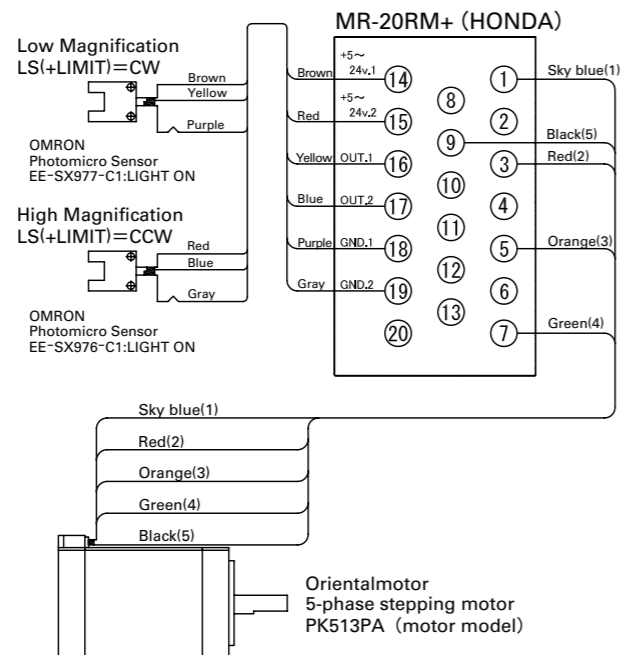 MR-20RM+ (HONDA)
Low Magnification
LS(+LIMIT)=CW
Brown
Yellow
Purple
OMRON
Photomicro Sensor
EE-SX977-C1:LIGHT ON
High Magnification
LS(+LIMIT)=CCW
Red
Blue
Gray
OMRON
Photomicro Sensor
EE-SX976-C1:LIGHT ON
Brown +5~ 24v.1 14
Red +5~ 24v.2 15
Yellow OUT.1 16
Blue OUT.2 17
Purple GND.1 18
Gray GND.2 19
20
8
9
10
11
12
13
1 Sky blue(1)
2
Black(5)
3 Red(2)
4
5 Orange(3)
6
7 Green(4)
Sky blue(1)
Red(2)
Orange(3)
Green(4)
Black(5)
Orientalmotor
5-phase stepping motor
PK513PA (motor model)